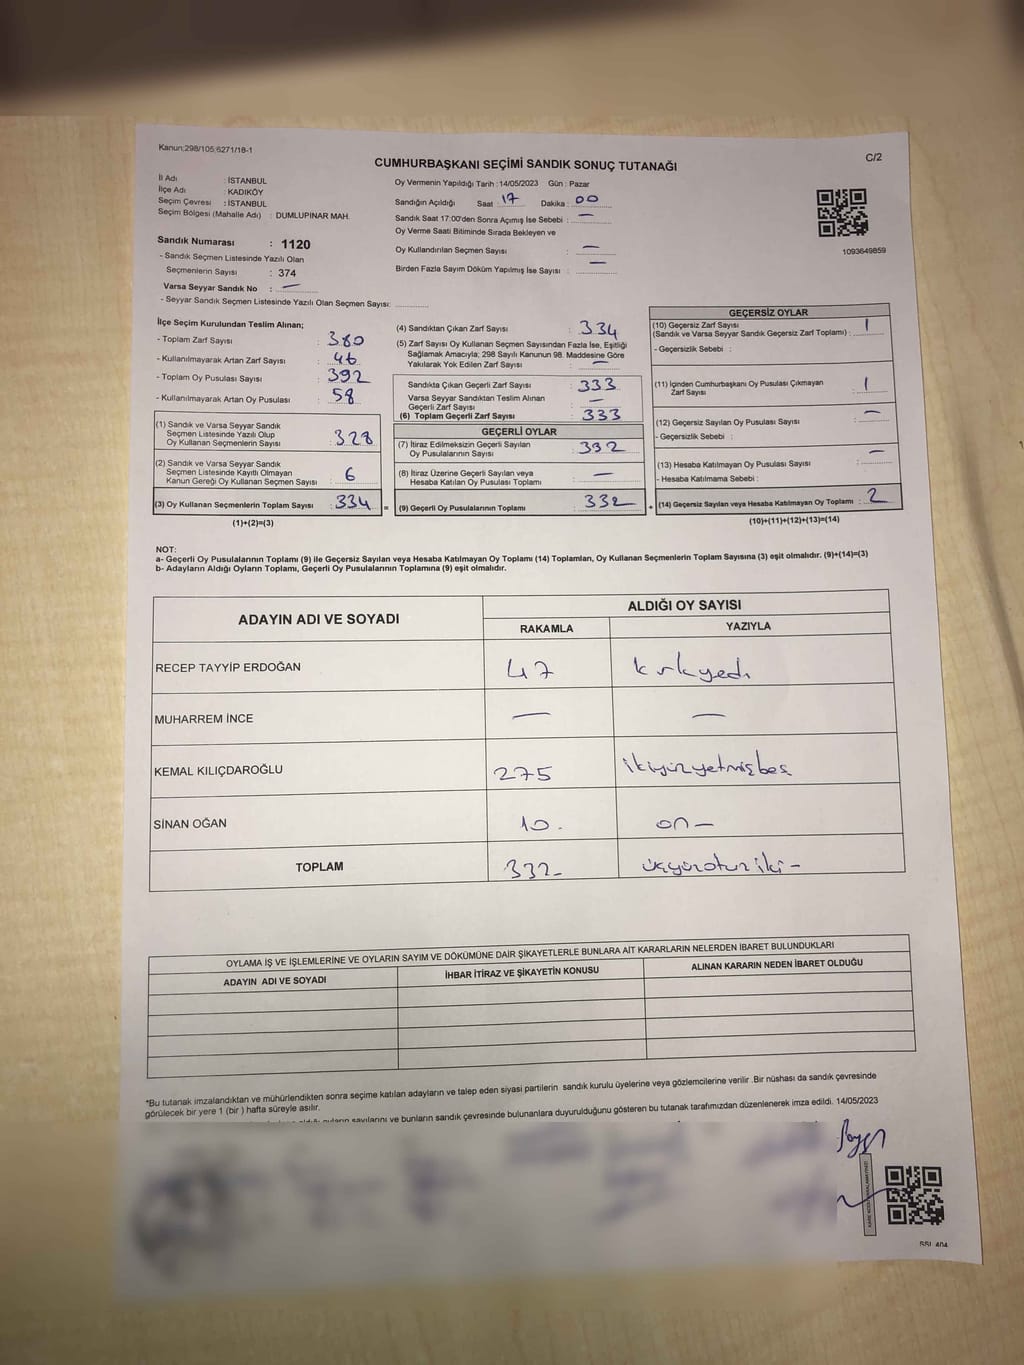 Kanun:298/105;6271/18-1
CUMHURBAŞKANI SEÇİMİ SANDIK SONUÇ TUTANAĞI
C/2
İl Adı : İSTANBUL
İlçe Adı : KADIKÖY
Seçim Çevresi : İSTANBUL
Seçim Bölgesi (Mahalle Adı) : DUMLUPINAR MAH.
Sandık Numarası : 1120
- Sandık Seçmen Listesinde Yazılı Olan
Seçmenlerin Sayısı : 374
Varsa Seyyar Sandık No : —
- Seyyar Sandık Seçmen Listesinde Yazılı Olan Seçmen Sayısı:
Oy Vermenin Yapıldığı Tarih : 14/05/2023 Gün : Pazar
Sandığın Açıldığı Saat 17 Dakika : 00
Sandık Saat 17:00'den Sonra Açımış İse Sebebi : —
Oy Verme Saati Bitiminde Sırada Bekleyen ve
Oy Kullandırılan Seçmen Sayısı : —
Birden Fazla Sayım Döküm Yapılmış İse Sayısı : —
1093649859
İlçe Seçim Kurulundan Teslim Alınan;
- Toplam Zarf Sayısı : 380
- Kullanılmayarak Artan Zarf Sayısı : 46
- Toplam Oy Pusulası Sayısı : 392
- Kullanılmayarak Artan Oy Pusulası : 58
(1) Sandık ve Varsa Seyyar Sandık
Seçmen Listesinde Yazılı Olup
Oy Kullanan Seçmenlerin Sayısı : 328
(2) Sandık ve Varsa Seyyar Sandık
Seçmen Listesinde Kayıtlı Olmayan
Kanun Gereği Oy Kullanan Seçmen Sayısı : 6
(3) Oy Kullanan Seçmenlerin Toplam Sayısı : 334 =
(1)+(2)=(3)
(4) Sandıktan Çıkan Zarf Sayısı : 334
(5) Zarf Sayısı Oy Kullanan Seçmen Sayısından Fazla İse, Eşitliği
Sağlamak Amacıyla; 298 Sayılı Kanunun 98. Maddesine Göre
Yakılarak Yok Edilen Zarf Sayısı : —
Sandıkta Çıkan Geçerli Zarf Sayısı : 333
Varsa Seyyar Sandıktan Teslim Alınan
Geçerli Zarf Sayısı : —
(6) Toplam Geçerli Zarf Sayısı : 333
GEÇERLİ OYLAR
(7) İtiraz Edilmeksizin Geçerli Sayılan
Oy Pusulalarının Sayısı : 332
(8) İtiraz Üzerine Geçerli Sayılan veya
Hesaba Katılan Oy Pusulası Toplamı : —
(9) Geçerli Oy Pusulalarının Toplamı : 332 +
GEÇERSİZ OYLAR
(10) Geçersiz Zarf Sayısı
(Sandık ve Varsa Seyyar Sandık Geçersiz Zarf Toplamı) : 1
- Geçersizlik Sebebi :
(11) İçinden Cumhurbaşkanı Oy Pusulası Çıkmayan
Zarf Sayısı : 1
(12) Geçersiz Sayılan Oy Pusulası Sayısı : —
- Geçersizlik Sebebi :
(13) Hesaba Katılmayan Oy Pusulası Sayısı : —
- Hesaba Katılmama Sebebi :
(14) Geçersiz Sayılan veya Hesaba Katılmayan Oy Toplamı : 2
(10)+(11)+(12)+(13)=(14)
NOT:
a- Geçerli Oy Pusulalarının Toplamı (9) ile Geçersiz Sayılan veya Hesaba Katılmayan Oy Toplamı (14) Toplamları, Oy Kullanan Seçmenlerin Toplam Sayısına (3) eşit olmalıdır. (9)+(14)=(3)
b- Adayların Aldığı Oyların Toplamı, Geçerli Oy Pusulalarının Toplamına (9) eşit olmalıdır.
ADAYIN ADI VE SOYADI
ALDIĞI OY SAYISI
RAKAMLA YAZIYLA
RECEP TAYYİP ERDOĞAN 47 kırkyedi
MUHARREM İNCE — —
KEMAL KILIÇDAROĞLU 275 ikiyüzyetmişbeş
SİNAN OĞAN 10. on —
TOPLAM 332- üçyüzotuziki -
OYLAMA İŞ VE İŞLEMLERİNE VE OYLARIN SAYIM VE DÖKÜMÜNE DAİR ŞİKAYETLERLE BUNLARA AİT KARARLARIN NELERDEN İBARET BULUNDUKLARI
ADAYIN ADI VE SOYADI İHBAR İTİRAZ VE ŞİKAYETİN KONUSU ALINAN KARARIN NEDEN İBARET OLDUĞU
*Bu tutanak imzalandıktan ve mühürlendikten sonra seçime katılan adayların ve talep eden siyasi partilerin sandık kurulu üyelerine veya gözlemcilerine verilir .Bir nüshası da sandık çevresinde
görülecek bir yere 1 (bir ) hafta süreyle asılır.
sayılarını ve bunların sandık çevresinde bulunanlara duyurulduğunu gösteren bu tutanak tarafımızdan düzenlenerek imza edildi. 14/05/2023